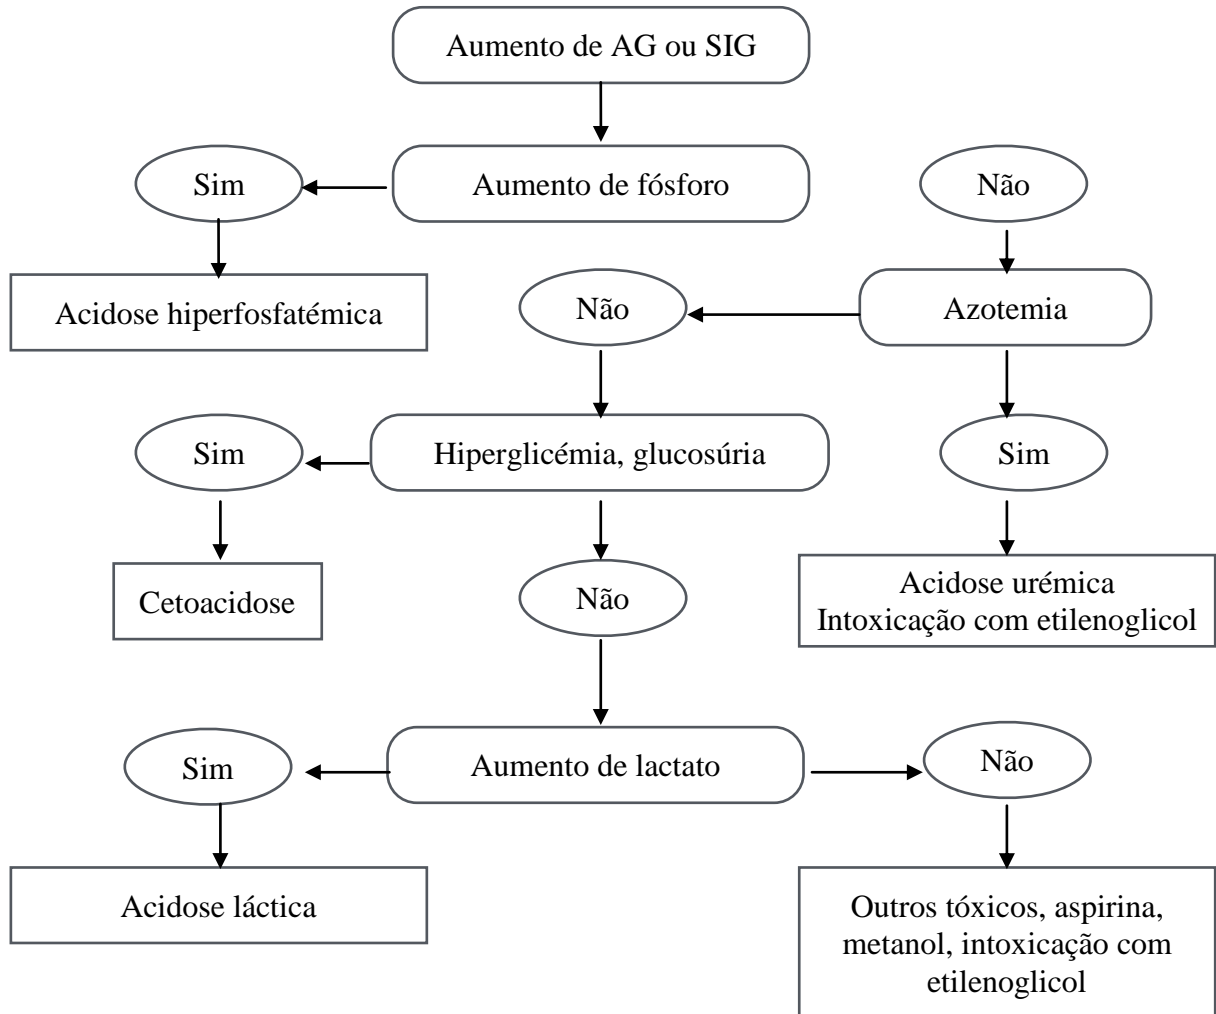 Aumento de AG ou SIG
Sim
Aumento de fósforo
Não
Acidose hiperfosfatémica
Não
Azotemia
Sim
Hiperglicémia, glucosúria
Sim
Cetoacidose
Não
Acidose urémica
Intoxicação com etilenoglicol
Sim
Aumento de lactato
Não
Acidose láctica
Outros tóxicos, aspirina,
metanol, intoxicação com
etilenoglicol